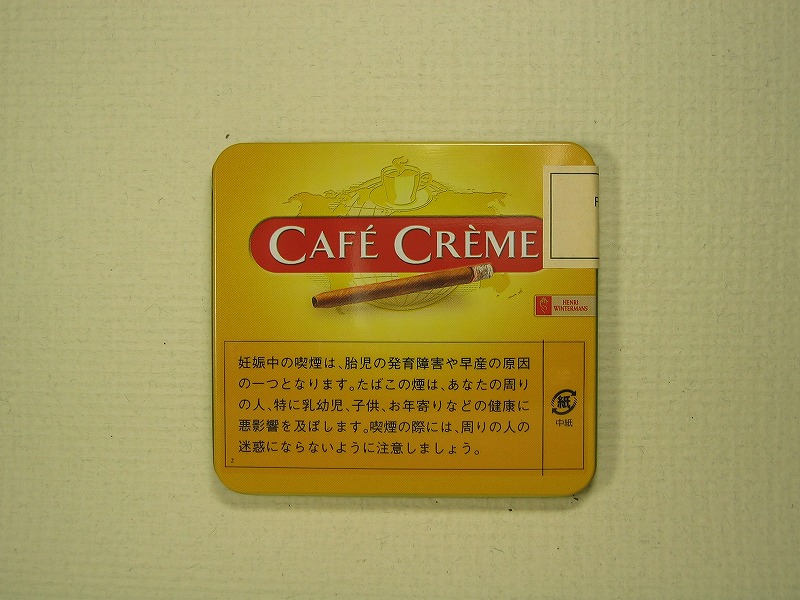 CAFÉ CRÈME
HENRI
WINTERMANS
妊娠中の喫煙は、胎児の発育障害や早産の原因
の一つとなります。たばこの煙は、あなたの周り
の人、特に乳幼児、子供、お年寄りなどの健康に
悪影響を及ぼします。喫煙の際には、周りの人の
迷惑にならないように注意しましょう。
2
紙
中紙